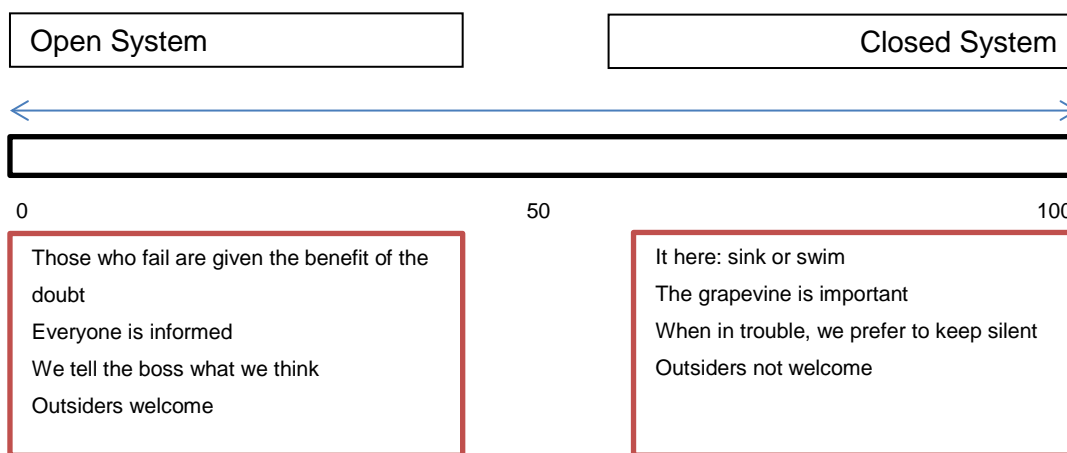 Open System
Closed System
0
50
100
Those who fail are given the benefit of the
doubt
Everyone is informed
We tell the boss what we think
Outsiders welcome
It here: sink or swim
The grapevine is important
When in trouble, we prefer to keep silent
Outsiders not welcome